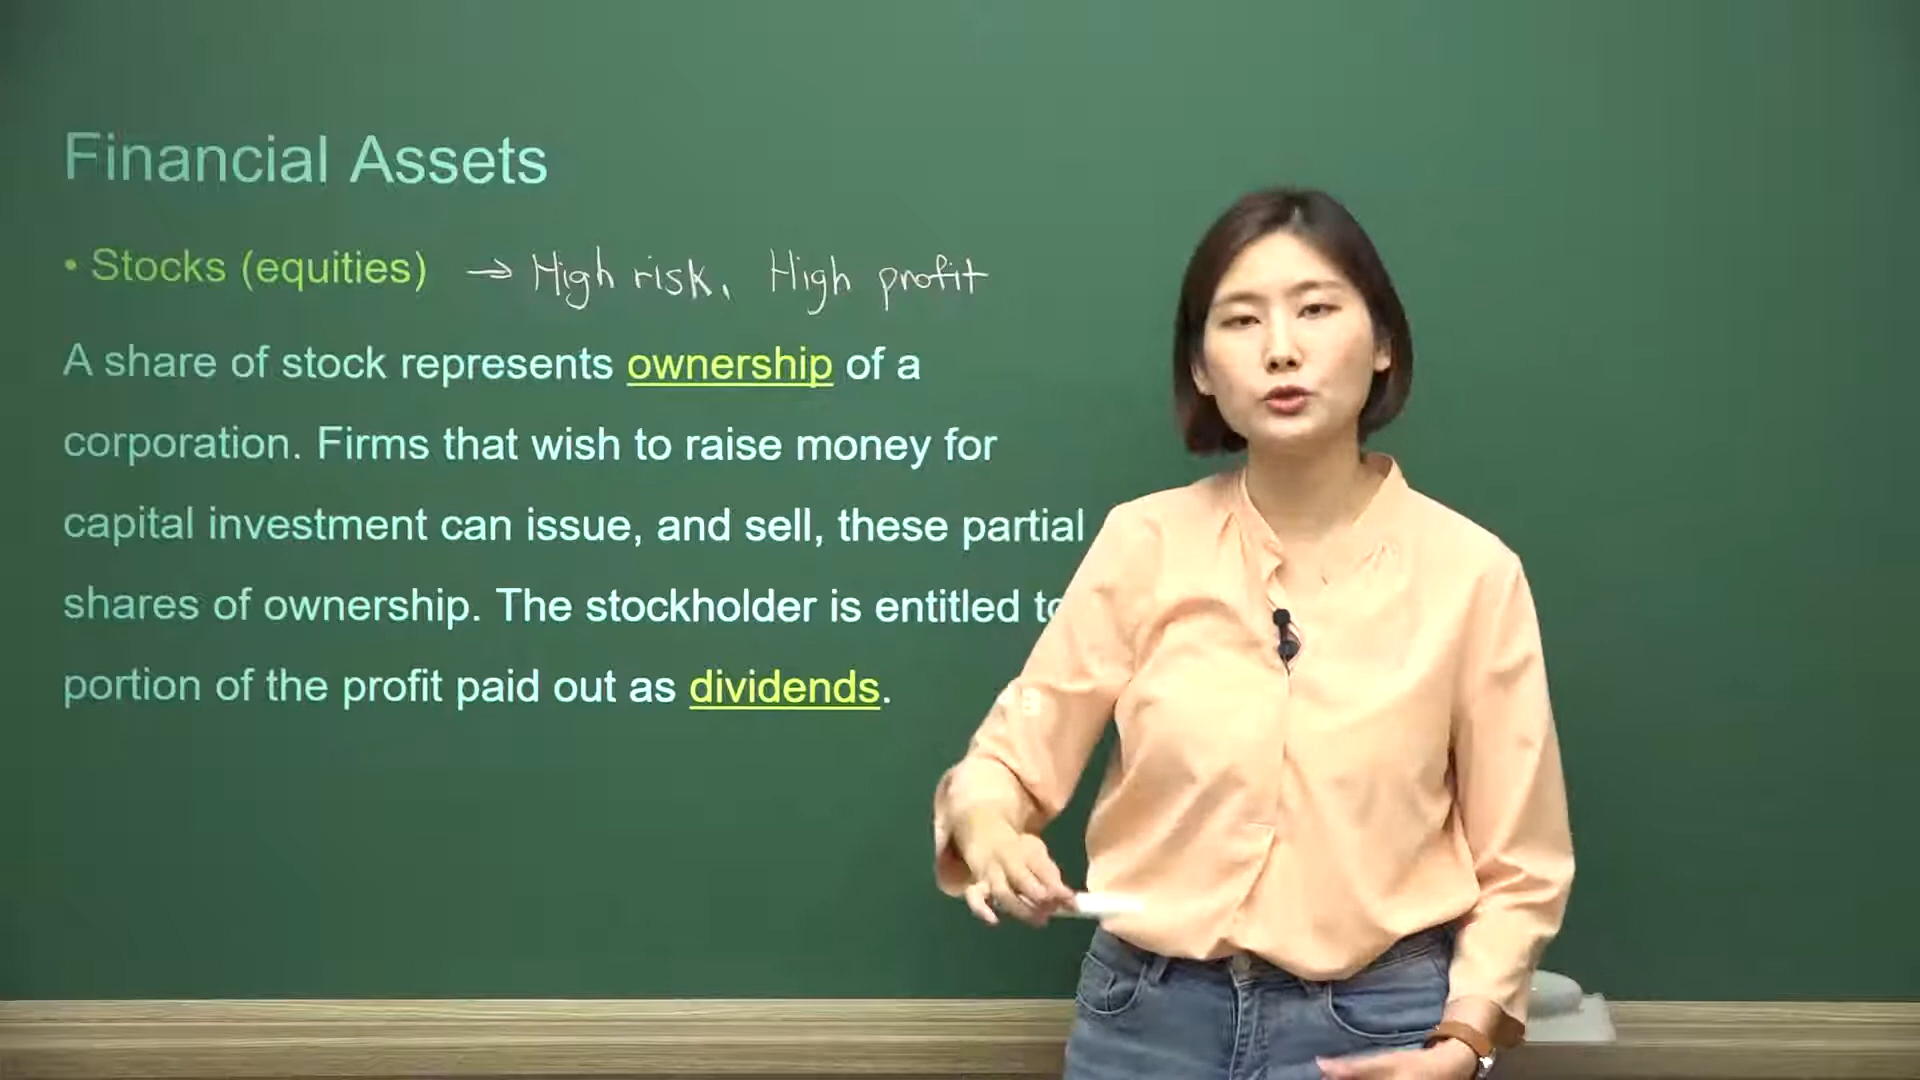 Financial Assets
• Stocks (equities) → High risk, High profit
A share of stock represents ownership of a
corporation. Firms that wish to raise money for
capital investment can issue, and sell, these partial
shares of ownership. The stockholder is entitled to
portion of the profit paid out as dividends.